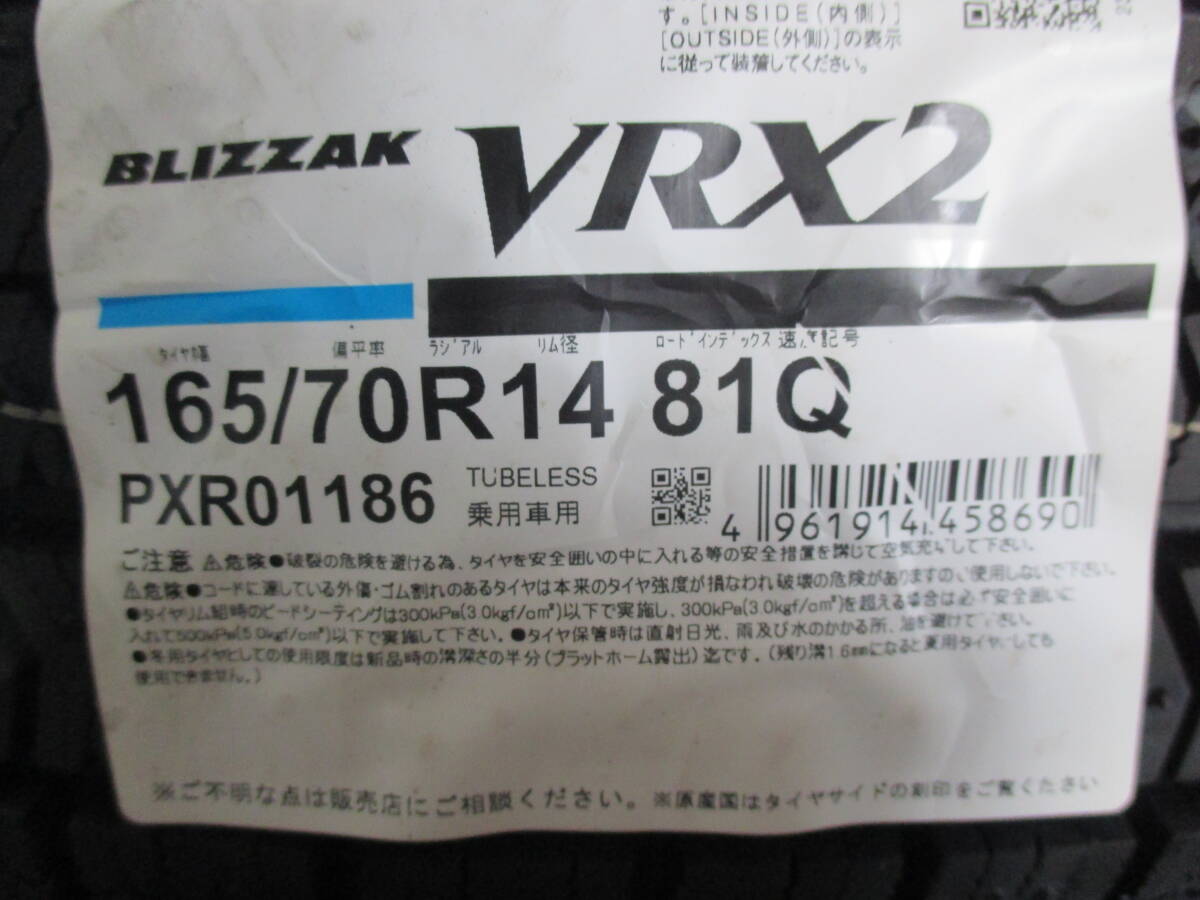 す。[INSIDE(内側)]
[OUTSIDE(外側)]の表示
に従って装着してください。
BLIZZAK VRX2
タイヤ幅 偏平率 ラジアル リム径 ロードインデックス 速度記号
165/70R14 81Q
PXR01186 TUBELESS
乗用車用
4 961914 458690
ご注意 ⚠危険●破裂の危険を避ける為、タイヤを安全囲いの中に入れる等の安全措置を講じて空気充填して下さい。
⚠危険●コードに達している外傷・ゴム割れのあるタイヤは本来のタイヤ強度が損なわれ破壊の危険がありますので使用しないで下さい。
●タイヤリム組時のビードシーティングは300kPa(3.0kgf/c㎡)以下で実施し、300kPa(3.0kgf/c㎡)を超える場合は必ず安全囲いに
入れて500kPa(5.0kgf/c㎡)以下で実施して下さい。●タイヤ保管時は直射日光、雨及び水のかかる所、油を避けて下さい。
●冬用タイヤとしての使用限度は新品時の溝深さの半分(プラットホーム露出)迄です。(残り溝1.6mmになると夏用タイヤとしても
使用できません。)
※ご不明な点は販売店にご相談ください。※原産国はタイヤサイドの刻印をご覧ください